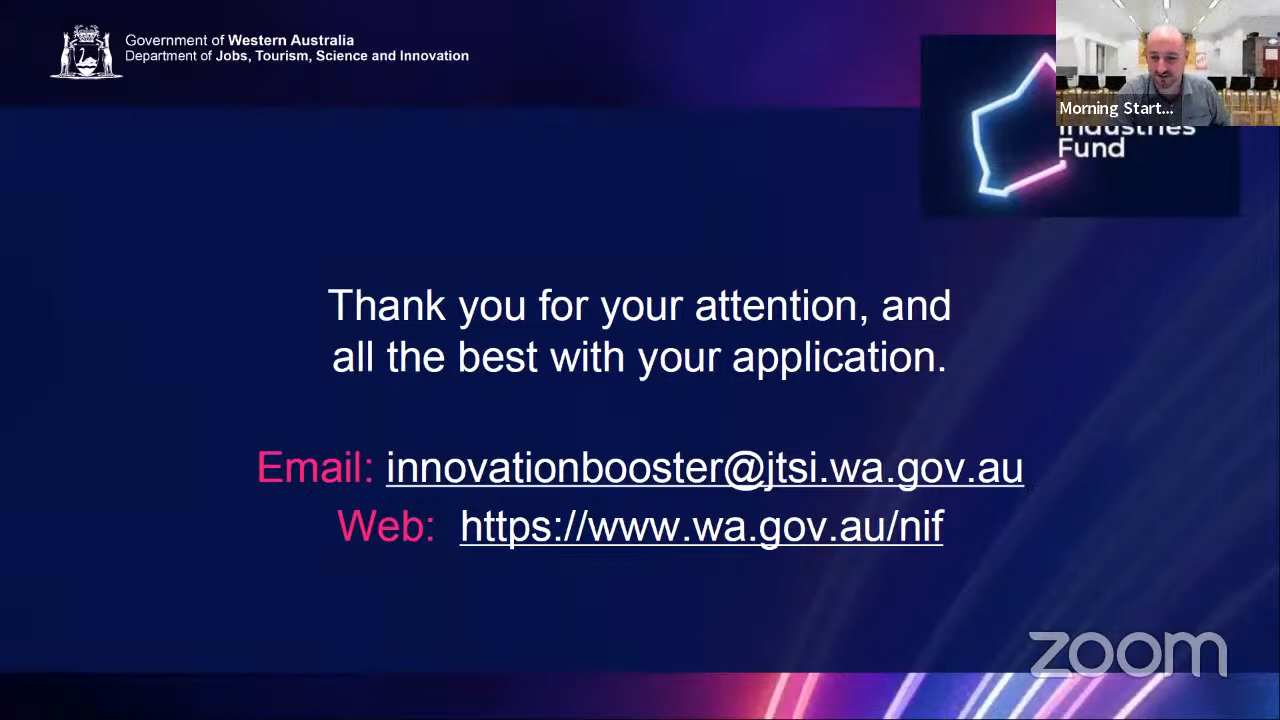 Government of Western Australia
Department of Jobs, Tourism, Science and Innovation
Morning Start...
Industries
Fund
Thank you for your attention, and
all the best with your application.
Email: innovationbooster@jtsi.wa.gov.au
Web: https://www.wa.gov.au/nif
zoom